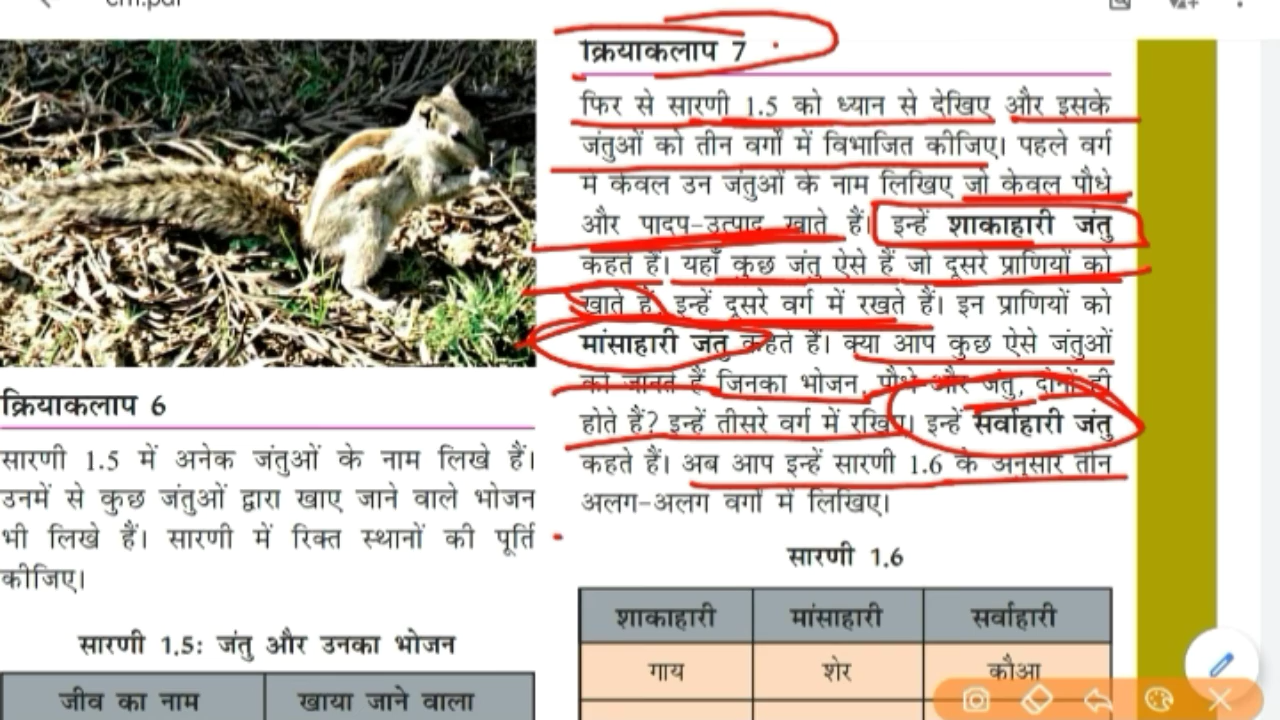 cm.pdf
क्रियाकलाप 6
सारणी 1.5 में अनेक जंतुओं के नाम लिखे हैं।
उनमें से कुछ जंतुओं द्वारा खाए जाने वाले भोजन
भी लिखे हैं। सारणी में रिक्त स्थानों की पूर्ति
कीजिए।
सारणी 1.5: जंतु और उनका भोजन
जीव का नाम
खाया जाने वाला
क्रियाकलाप 7
फिर से सारणी 1.5 को ध्यान से देखिए और इसके
जंतुओं को तीन वर्गों में विभाजित कीजिए। पहले वर्ग
में केवल उन जंतुओं के नाम लिखिए जो केवल पौधे
और पादप-उत्पाद खाते हैं। इन्हें शाकाहारी जंतु
कहते हैं। यहाँ कुछ जंतु ऐसे हैं जो दूसरे प्राणियों को
खाते हैं, इन्हें दूसरे वर्ग में रखते हैं। इन प्राणियों को
मांसाहारी जंतु कहते हैं। क्या आप कुछ ऐसे जंतुओं
को जानते हैं जिनका भोजन, पौधे और जंतु, दोनों ही
होते हैं? इन्हें तीसरे वर्ग में रखिए। इन्हें सर्वाहारी जंतु
कहते हैं। अब आप इन्हें सारणी 1.6 के अनुसार तीन
अलग-अलग वर्गों में लिखिए।
सारणी 1.6
शाकाहारी
मांसाहारी
सर्वाहारी
गाय
शेर
कौआ